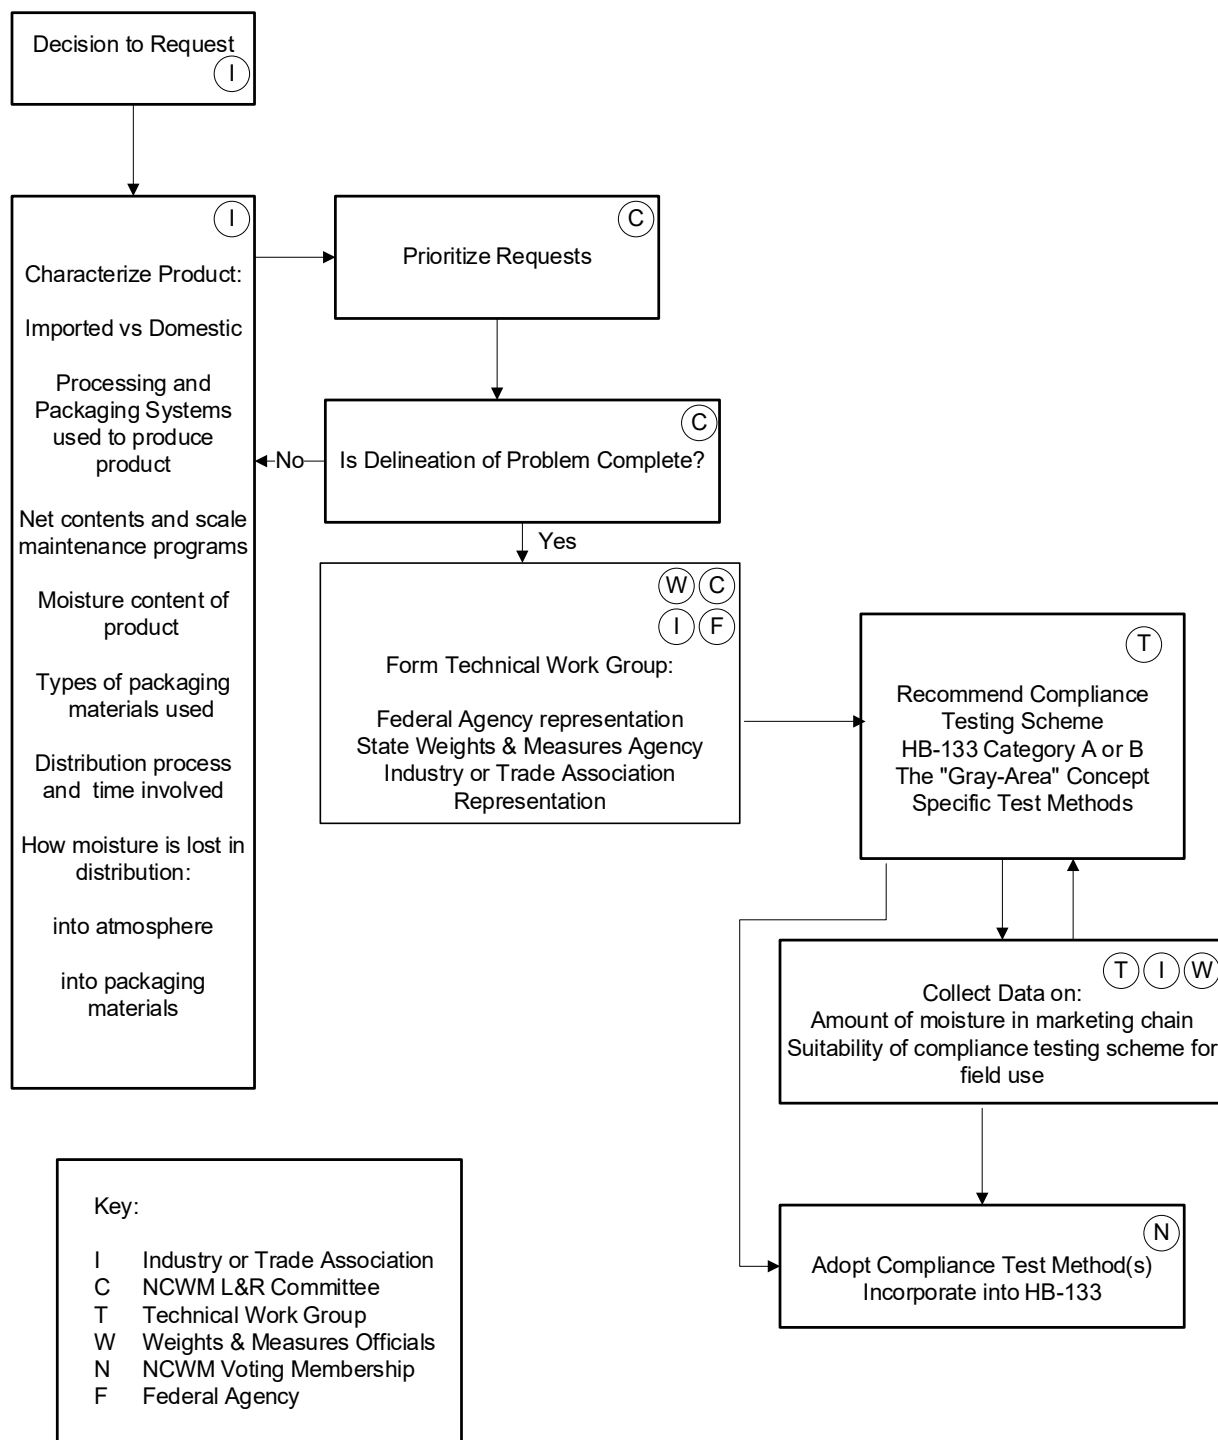 Decision to Request
I
I
Characterize Product:
Imported vs Domestic
Processing and
Packaging Systems
used to produce
product
Net contents and scale
maintenance programs
Moisture content of
product
Types of packaging
materials used
Distribution process
and time involved
How moisture is lost in
distribution:
into atmosphere
into packaging
materials
C
Prioritize Requests
C
Is Delineation of Problem Complete?
No
Yes
W C
I F
Form Technical Work Group:
Federal Agency representation
State Weights & Measures Agency
Industry or Trade Association
Representation
T
Recommend Compliance
Testing Scheme
HB-133 Category A or B
The "Gray-Area" Concept
Specific Test Methods
T I W
Collect Data on:
Amount of moisture in marketing chain
Suitability of compliance testing scheme for
field use
N
Adopt Compliance Test Method(s)
Incorporate into HB-133
Key:
I Industry or Trade Association
C NCWM L&R Committee
T Technical Work Group
W Weights & Measures Officials
N NCWM Voting Membership
F Federal Agency